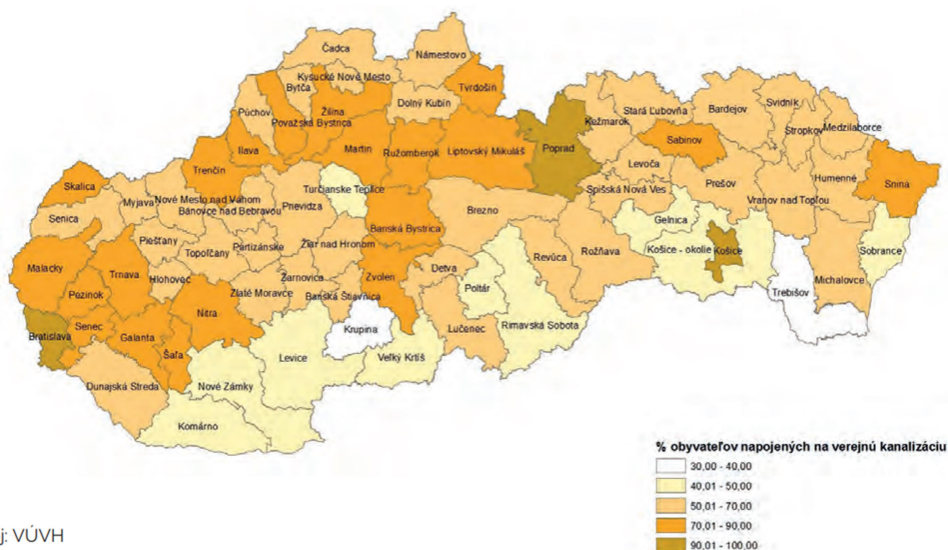 Čadca
Námestovo
Kysucké Nové Mesto
Bytča
Tvrdošín
Púchov
Žilina
Dolný Kubín
Považská Bystrica
Ilava
Martin
Ružomberok
Liptovský Mikuláš
Poprad
Kežmarok
Stará Ľubovňa
Bardejov
Svidník
Stropkov
Medzilaborce
Sabinov
Levoča
Prešov
Humenné
Snina
Trenčín
Turčianske Teplice
Spišská Nová Ves
Vranov nad Topľou
Skalica
Senica
Myjava
Nové Mesto nad Váhom
Bánovce nad Bebravou
Prievidza
Banská Bystrica
Brezno
Gelnica
Košice - okolie
Košice
Sobrance
Piešťany
Topoľčany
Partizánske
Žiar nad Hronom
Zvolen
Detva
Revúca
Rožňava
Michalovce
Malacky
Trnava
Hlohovec
Zlaté Moravce
Žarnovica
Banská Štiavnica
Poltár
Trebišov
Pezinok
Nitra
Krupina
Lučenec
Rimavská Sobota
Bratislava
Senec
Galanta
Šaľa
Levice
Veľký Krtíš
Dunajská Streda
Nové Zámky
Komárno
% obyvateľov napojených na verejnú kanalizáciu
30,00 - 40,00
40,01 - 50,00
50,01 - 70,00
70,01 - 90,00
90,01 - 100,00
j: VÚVH